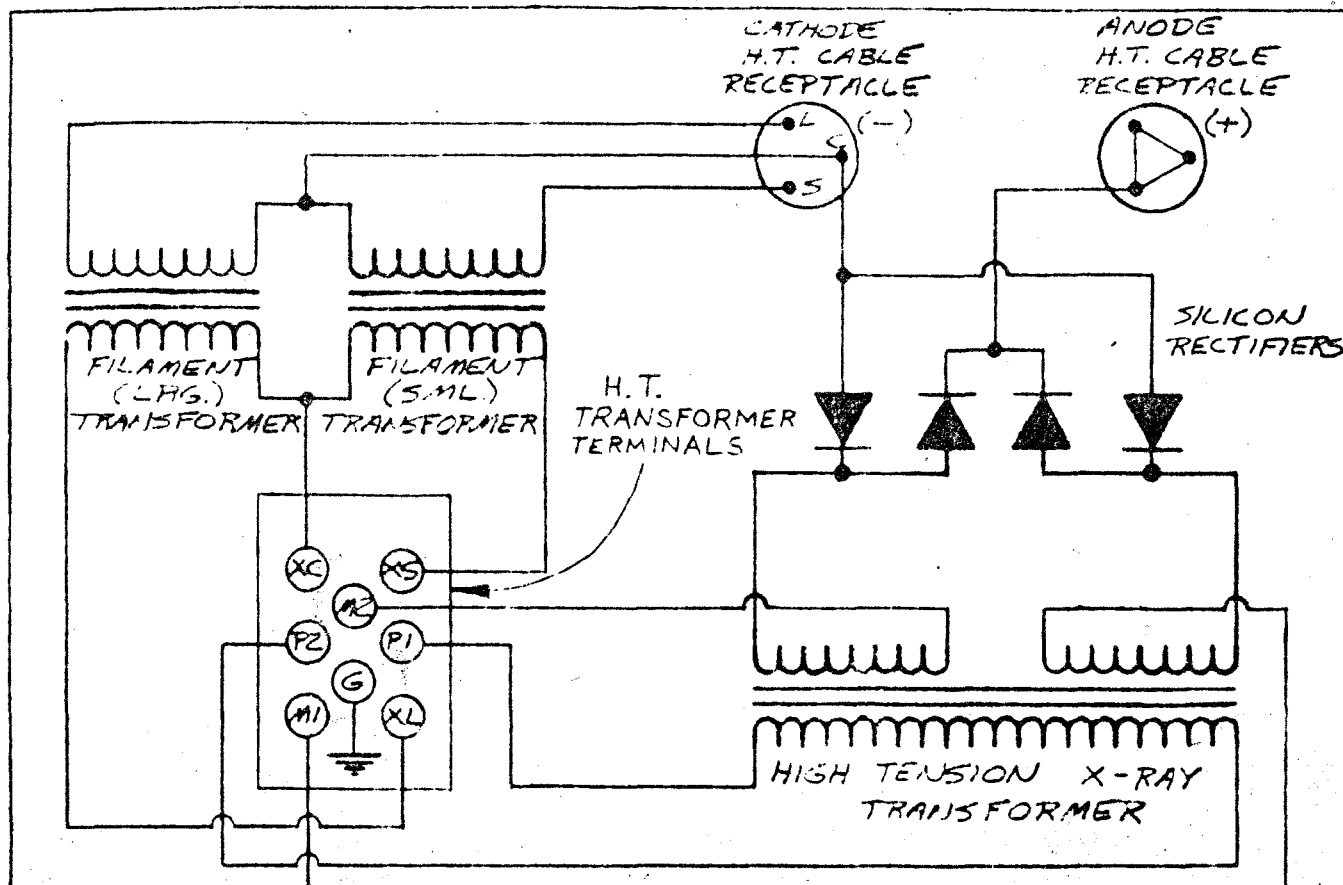 CATHODE
H.T. CABLE
RECEPTACLE
(-)
ANODE
H.T. CABLE
RECEPTACLE
(+)
L
C
S
SILICON
RECTIFIERS
FILAMENT
(LRG.)
TRANSFORMER
FILAMENT
(SML.)
TRANSFORMER
H.T.
TRANSFORMER
TERMINALS
XC
XS
M2
P2
P1
G
M1
XL
HIGH TENSION X-RAY
TRANSFORMER